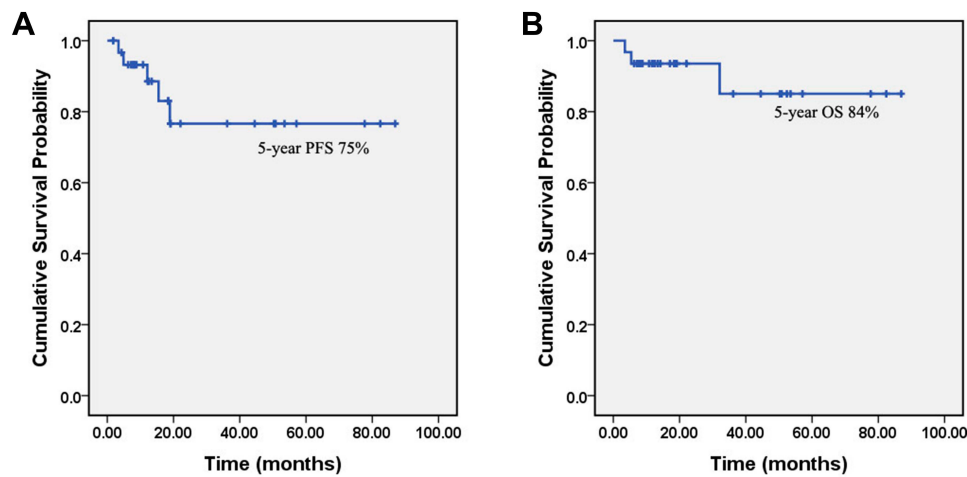 A
Cumulative Survival Probability
1.0
0.8
0.6
0.4
0.2
0.0
5-year PFS 75%
0.00 20.00 40.00 60.00 80.00 100.00
Time (months)
B
Cumulative Survival Probability
1.0
0.8
0.6
0.4
0.2
0.0
5-year OS 84%
0.00 20.00 40.00 60.00 80.00 100.00
Time (months)